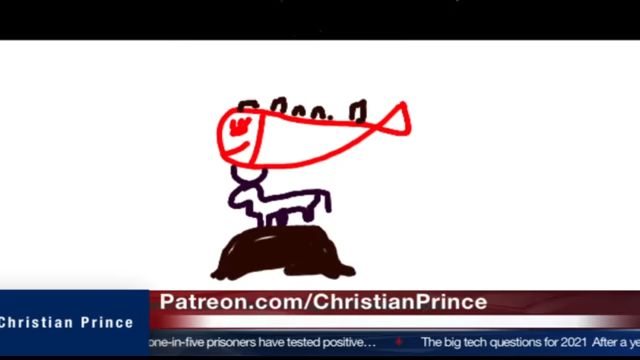 Patreon.com/ChristianPrince
Christian Prince
one-in-five prisoners have tested positive… The big tech questions for 2021 After a ye